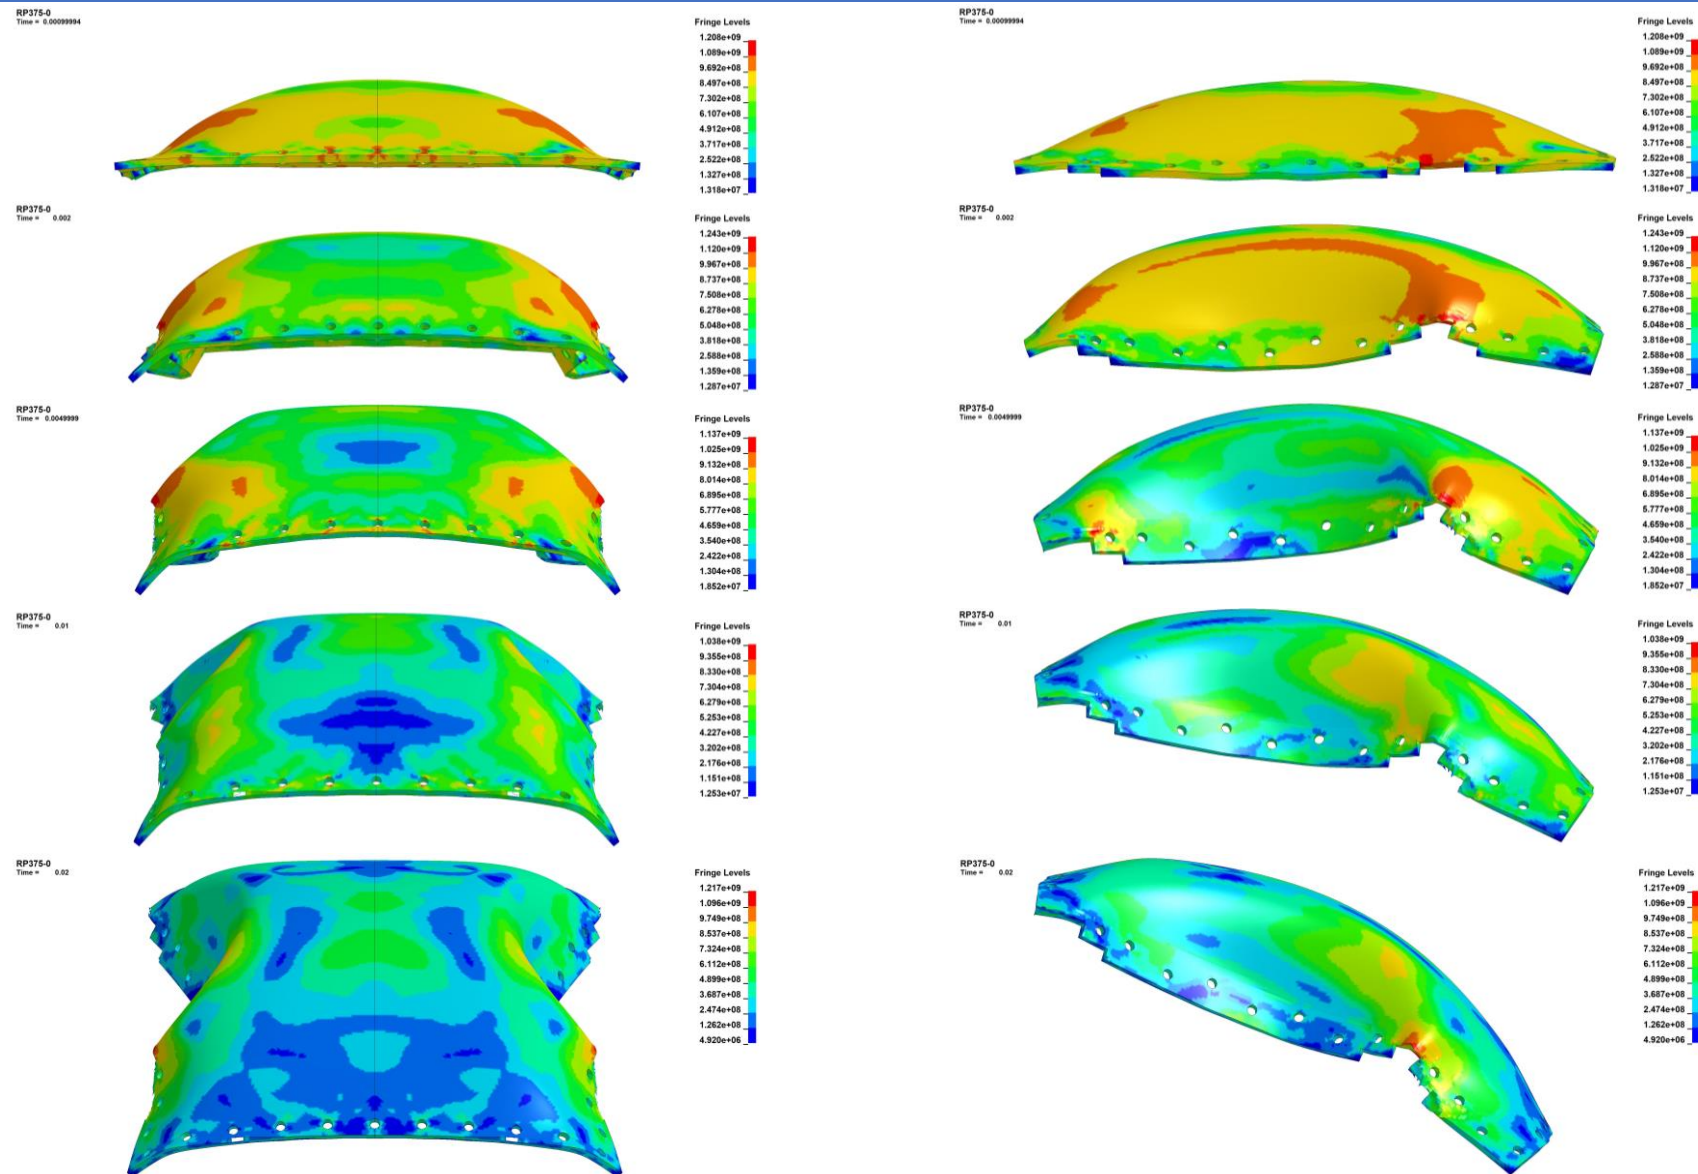 RP375-0
Time = 0.00099994
Fringe Levels
1.208e+09
1.089e+09
9.692e+08
8.497e+08
7.302e+08
6.107e+08
4.912e+08
3.717e+08
2.522e+08
1.327e+08
1.318e+07
RP375-0
Time = 0.00099994
Fringe Levels
1.208e+09
1.089e+09
9.692e+08
8.497e+08
7.302e+08
6.107e+08
4.912e+08
3.717e+08
2.522e+08
1.327e+08
1.318e+07
RP375-0
Time = 0.002
Fringe Levels
1.243e+09
1.120e+09
9.967e+08
8.737e+08
7.508e+08
6.278e+08
5.048e+08
3.818e+08
2.588e+08
1.359e+08
1.287e+07
RP375-0
Time = 0.002
Fringe Levels
1.243e+09
1.120e+09
9.967e+08
8.737e+08
7.508e+08
6.278e+08
5.048e+08
3.818e+08
2.588e+08
1.359e+08
1.287e+07
RP375-0
Time = 0.0049999
Fringe Levels
1.137e+09
1.025e+09
9.132e+08
8.014e+08
6.895e+08
5.777e+08
4.659e+08
3.540e+08
2.422e+08
1.304e+08
1.852e+07
RP375-0
Time = 0.0049999
Fringe Levels
1.137e+09
1.025e+09
9.132e+08
8.014e+08
6.895e+08
5.777e+08
4.659e+08
3.540e+08
2.422e+08
1.304e+08
1.852e+07
RP375-0
Time = 0.01
Fringe Levels
1.038e+09
9.355e+08
8.330e+08
7.304e+08
6.279e+08
5.253e+08
4.227e+08
3.202e+08
2.176e+08
1.151e+08
1.253e+07
RP375-0
Time = 0.01
Fringe Levels
1.038e+09
9.355e+08
8.330e+08
7.304e+08
6.279e+08
5.253e+08
4.227e+08
3.202e+08
2.176e+08
1.151e+08
1.253e+07
RP375-0
Time = 0.02
Fringe Levels
1.217e+09
1.096e+09
9.749e+08
8.537e+08
7.324e+08
6.112e+08
4.899e+08
3.687e+08
2.474e+08
1.262e+08
4.920e+06
RP375-0
Time = 0.02
Fringe Levels
1.217e+09
1.096e+09
9.749e+08
8.537e+08
7.324e+08
6.112e+08
4.899e+08
3.687e+08
2.474e+08
1.262e+08
4.920e+06